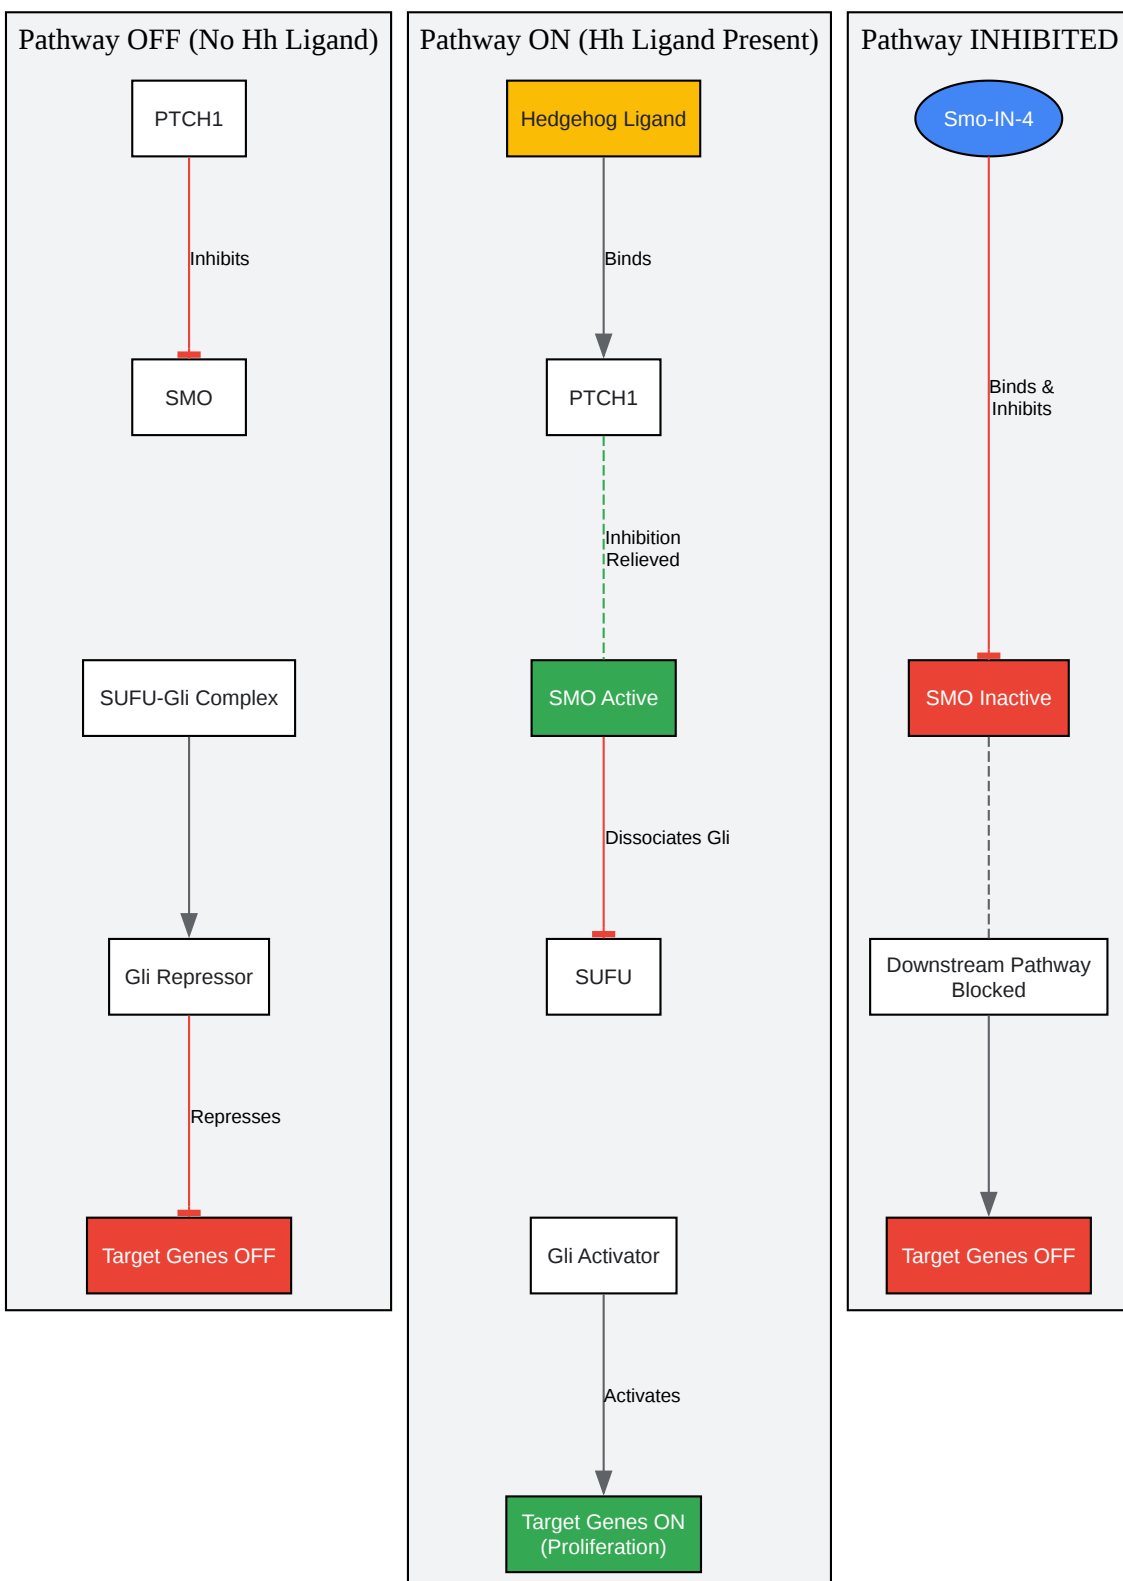 Pathway OFF (No Hh Ligand)
PTCH1
Inhibits
SMO
SUFU-Gli Complex
Gli Repressor
Represses
Target Genes OFF
Pathway ON (Hh Ligand Present)
Hedgehog Ligand
Binds
PTCH1
Inhibition
Relieved
SMO Active
Dissociates Gli
SUFU
Gli Activator
Activates
Target Genes ON
(Proliferation)
Pathway INHIBITED
Smo-IN-4
Binds &
Inhibits
SMO Inactive
Downstream Pathway
Blocked
Target Genes OFF